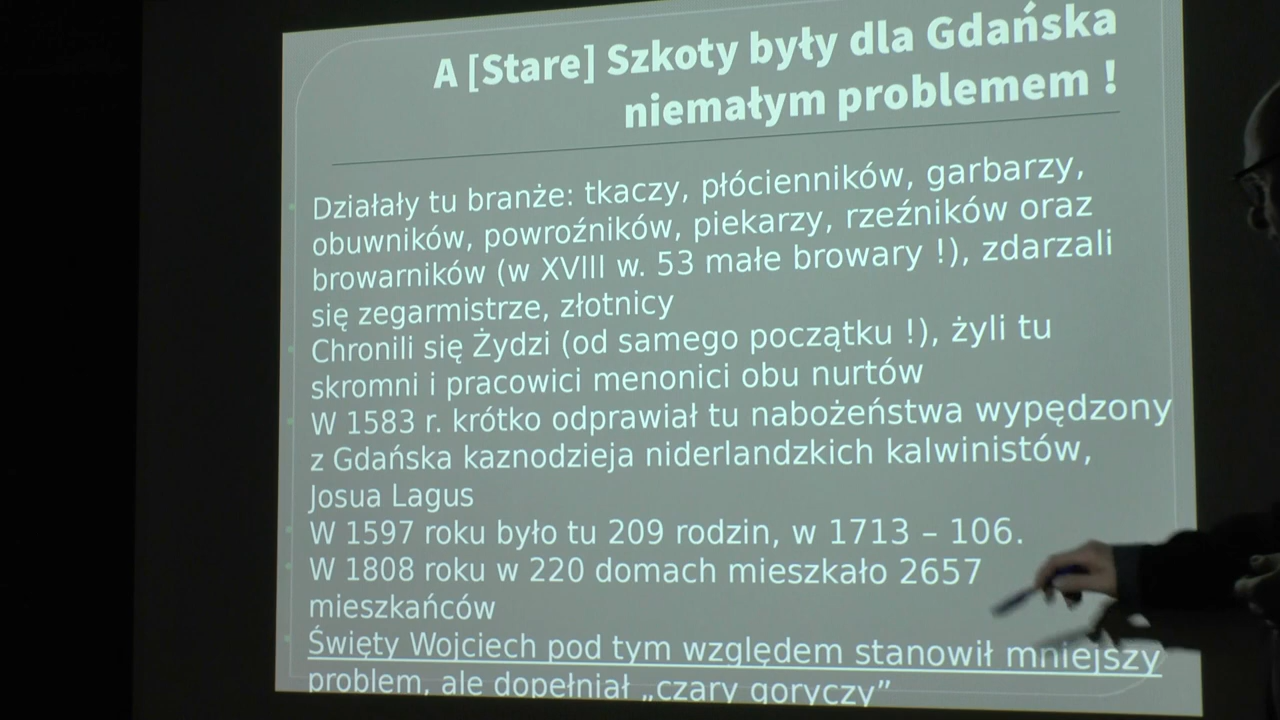 A [Stare] Szkoty były dla Gdańska
niemałym problemem !
Działały tu branże: tkaczy, płócienników, garbarzy,
obuwników, powroźników, piekarzy, rzeźników oraz
browarników (w XVIII w. 53 małe browary !), zdarzali
się zegarmistrze, złotnicy
Chronili się Żydzi (od samego początku !), żyli tu
skromni i pracowici menonici obu nurtów
W 1583 r. krótko odprawiał tu nabożeństwa wypędzony
z Gdańska kaznodzieja niderlandzkich kalwinistów,
Josua Lagus
W 1597 roku było tu 209 rodzin, w 1713 – 106.
W 1808 roku w 220 domach mieszkało 2657
mieszkańców
Święty Wojciech pod tym względem stanowił mniejszy
problem, ale dopełniał „czary goryczy”